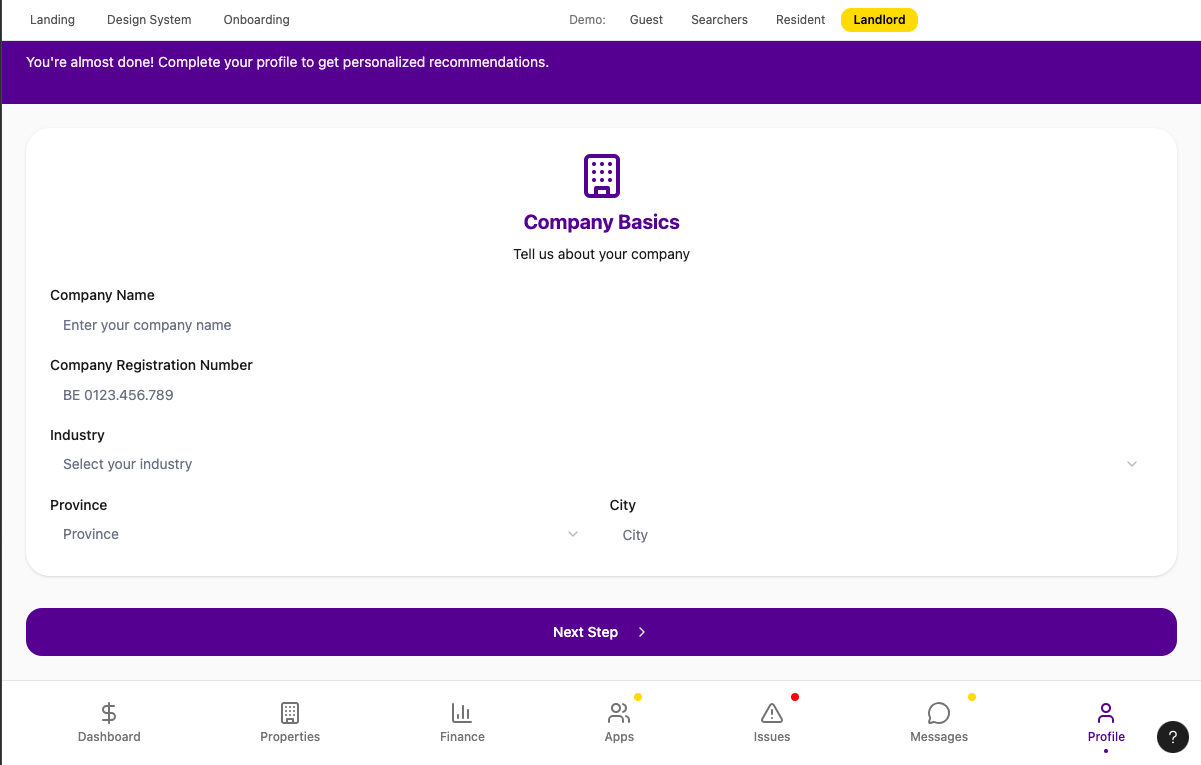 Landing Design System Onboarding Demo: Guest Searchers Resident Landlord
You're almost done! Complete your profile to get personalized recommendations.
Company Basics
Tell us about your company
Company Name
Enter your company name
Company Registration Number
BE 0123.456.789
Industry
Select your industry
Province City
Province City
Next Step
Dashboard Properties Finance Apps Issues Messages Profile
?